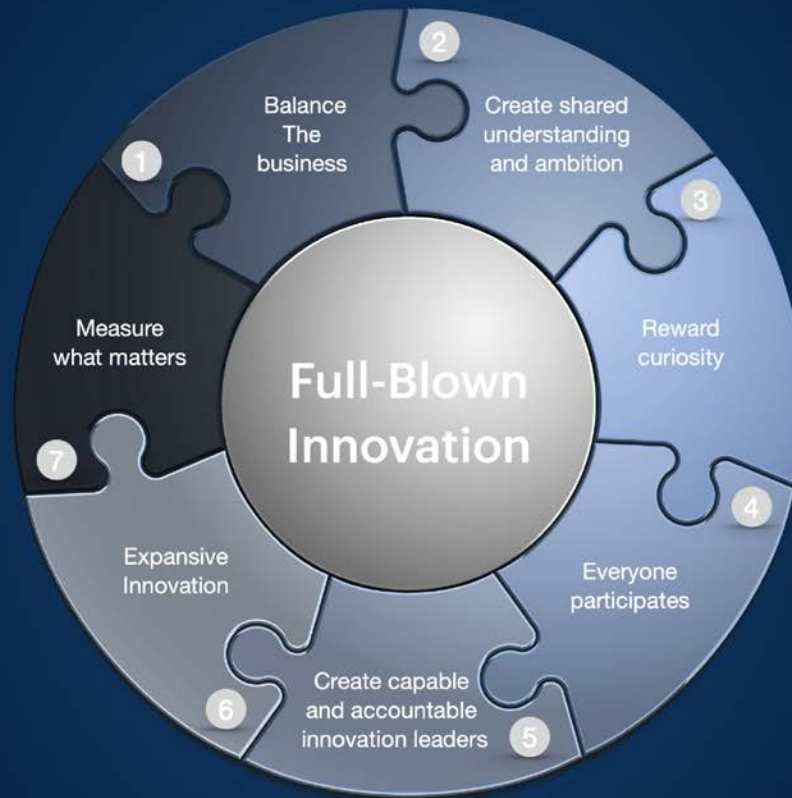 1
Balance
The
business
2
Create shared
understanding
and ambition
3
Reward
curiosity
4
Everyone
participates
5
Create capable
and accountable
innovation leaders
6
Expansive
Innovation
7
Measure
what matters
Full-Blown
Innovation